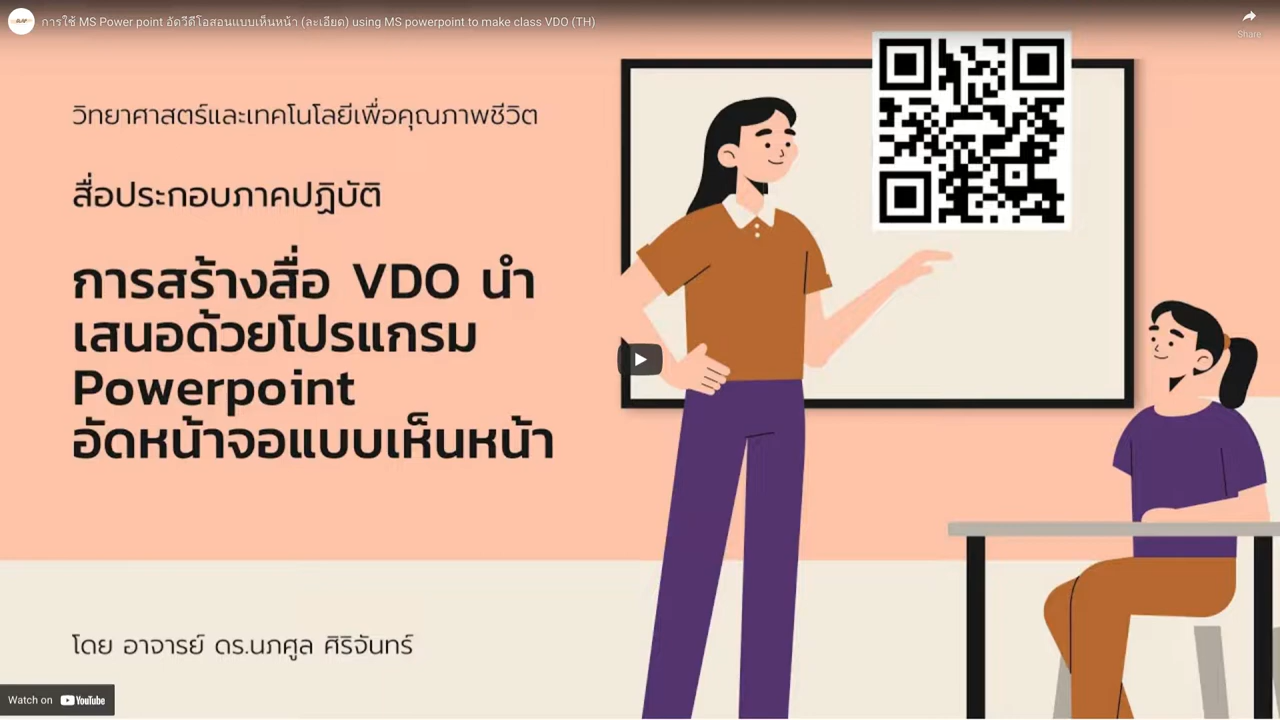 การใช้ MS Power point อัดวีดีโอสอนแบบเห็นหน้า (ละเอียด) using MS powerpoint to make class VDO (TH)
Share
วิทยาศาสตร์และเทคโนโลยีเพื่อคุณภาพชีวิต
สื่อประกอบภาคปฏิบัติ
การสร้างสื่อ VDO นำ
เสนอด้วยโปรแกรม
Powerpoint
อัดหน้าจอแบบเห็นหน้า
โดย อาจารย์ ดร.นภศูล ศิริจันทร์
Watch on YouTube